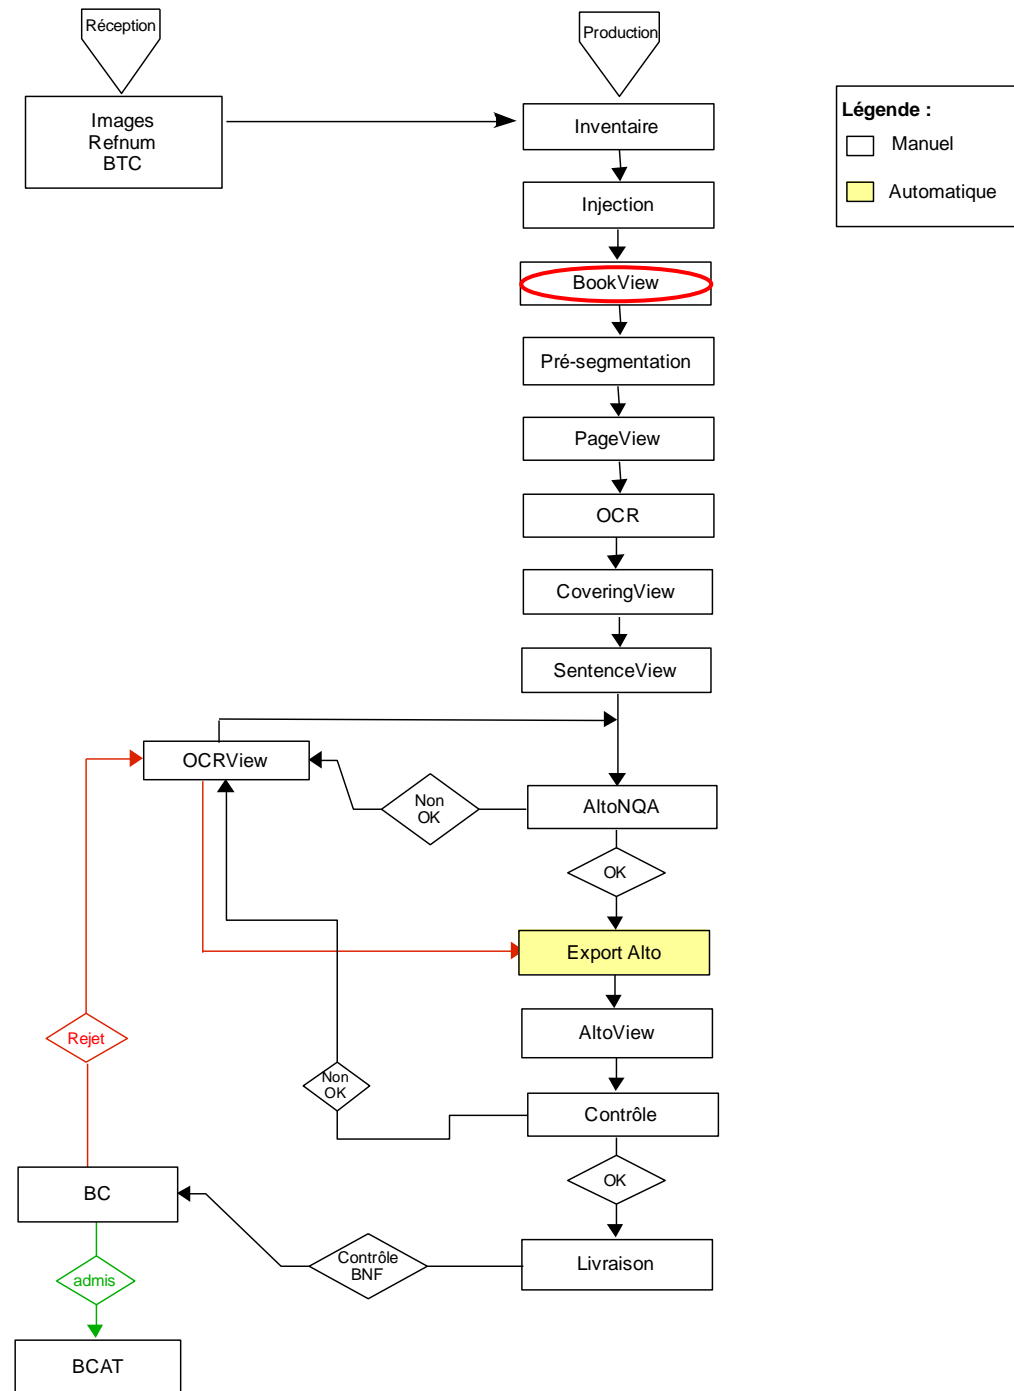 Réception
Production
Images
Refnum
BTC
Inventaire
Légende :
Manuel
Automatique
Injection
BookView
Pré-segmentation
PageView
OCR
CoveringView
SentenceView
OCRView
Non
OK
AltoNQA
OK
Export Alto
AltoView
Rejet
Non
OK
Contrôle
OK
BC
Contrôle
BNF
Livraison
admis
BCAT